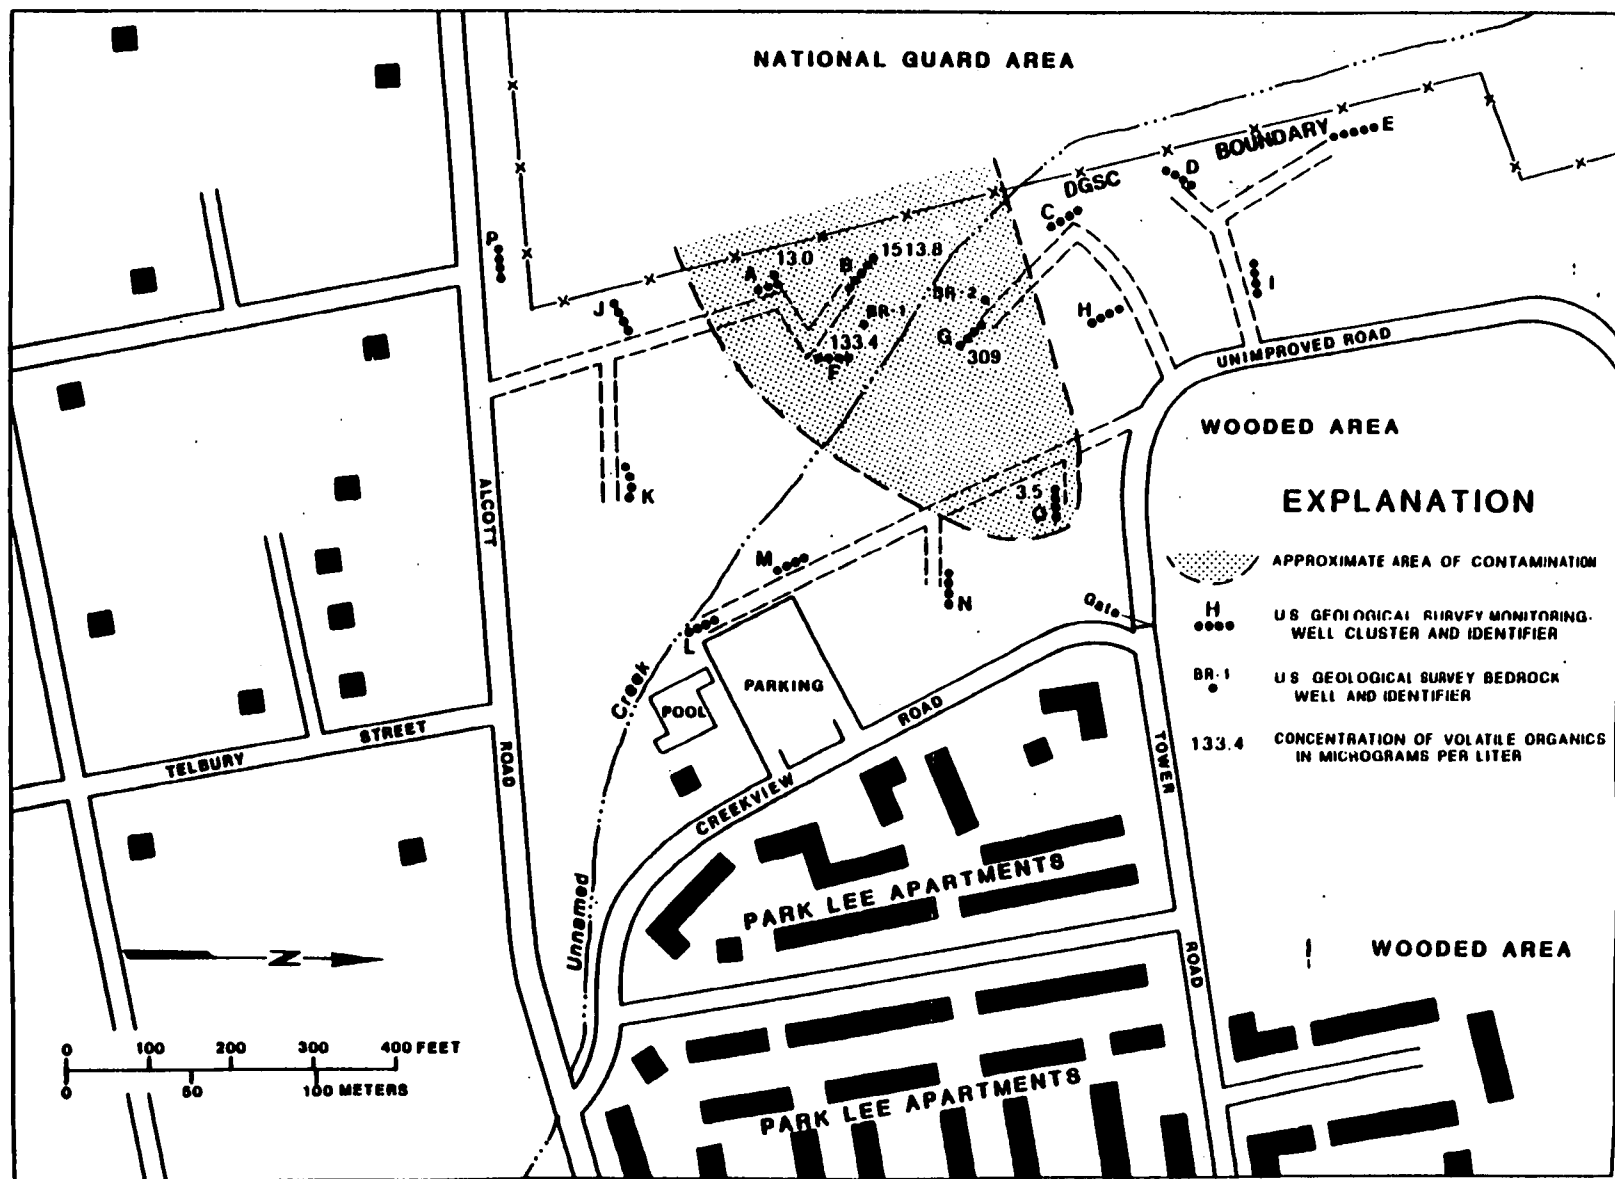 NATIONAL GUARD AREA
BOUNDARY
E
D
DGSC
C
P
A
13.0
B
1513.8
I
J
BR-2
H
BR-1
G
309
133.4
F
UNIMPROVED ROAD
WOODED AREA
K
3.5
O
ALCOTT
ROAD
M
N
L
Gate
EXPLANATION
APPROXIMATE AREA OF CONTAMINATION
H
U.S GEOLOGICAL SURVEY MONITORING-
WELL CLUSTER AND IDENTIFIER
BR-1
U.S GEOLOGICAL SURVEY BEDROCK
WELL AND IDENTIFIER
133.4
CONCENTRATION OF VOLATILE ORGANICS
IN MICROGRAMS PER LITER
PARKING
POOL
Unnamed Creek
CREEKVIEW ROAD
TELBURY STREET
TOWER
ROAD
PARK LEE APARTMENTS
WOODED AREA
N
0 100 200 300 400 FEET
0 50 100 METERS
PARK LEE APARTMENTS